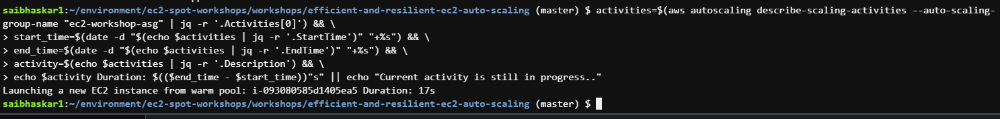 saibhaskar1:~/environment/ec2-spot-workshops/workshops/efficient-and-resilient-ec2-auto-scaling (master) $ activities=$(aws autoscaling describe-scaling-activities --auto-scaling-
group-name "ec2-workshop-asg" | jq -r '.Activities[0]') && \
> start_time=$(date -d "$(echo $activities | jq -r '.StartTime')" "+%s") && \
> end_time=$(date -d "$(echo $activities | jq -r '.EndTime')" "+%s") && \
> activity=$(echo $activities | jq -r '.Description') && \
> echo $activity Duration: $(($end_time - $start_time))"s" || echo "Current activity is still in progress.."
Launching a new EC2 instance from warm pool: i-093080585d1405ea5 Duration: 17s
saibhaskar1:~/environment/ec2-spot-workshops/workshops/efficient-and-resilient-ec2-auto-scaling (master) $